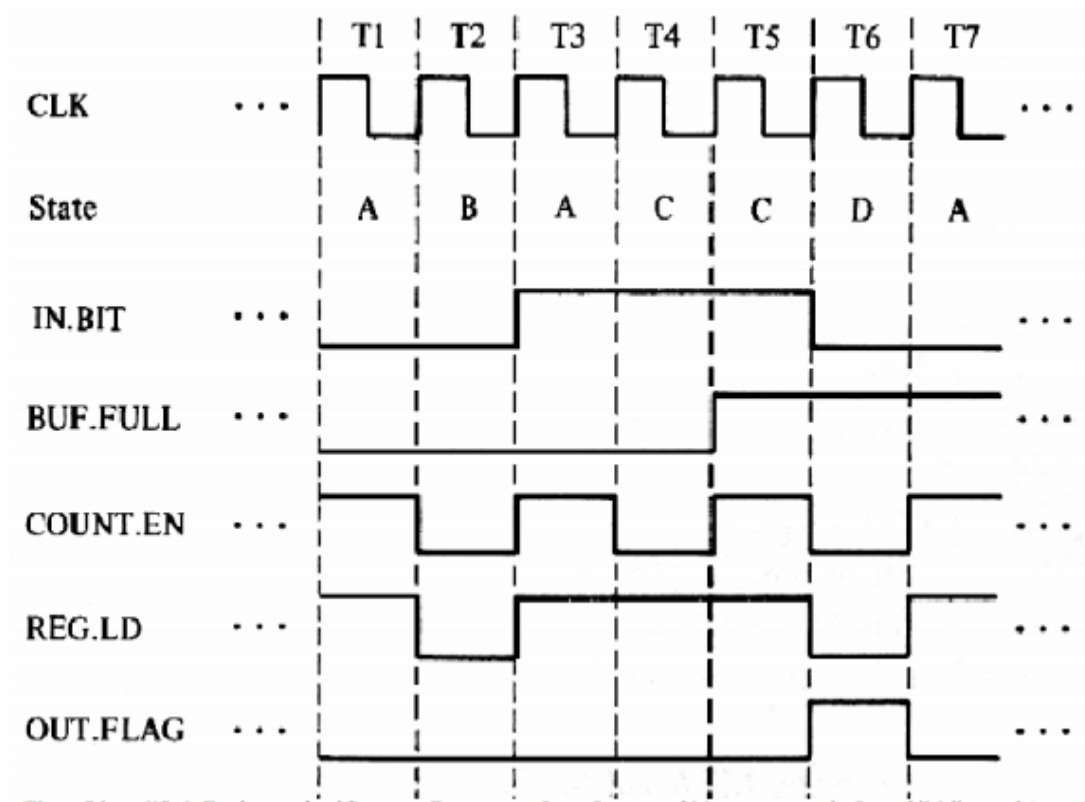 T1 T2 T3 T4 T5 T6 T7
CLK ... ...
State A B A C C D A
IN.BIT ... ...
BUF.FULL ... ...
COUNT.EN ... ...
REG.LD ... ...
OUT.FLAG ... ...